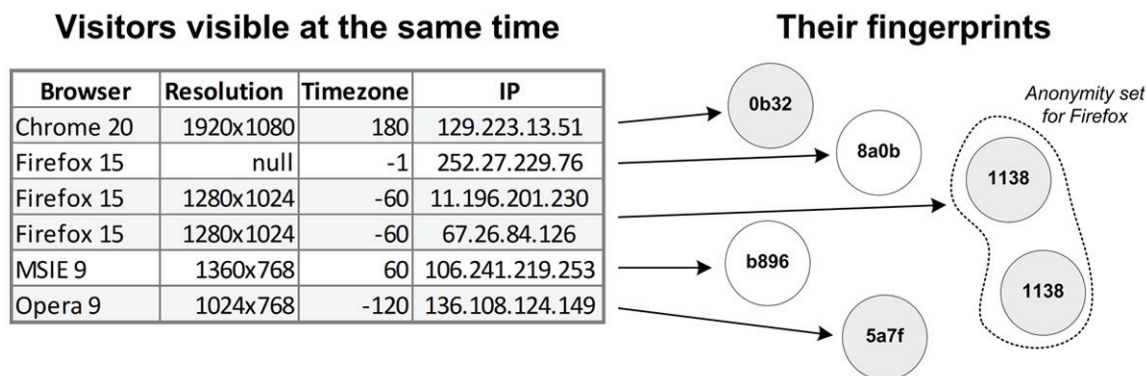 Visitors visible at the same time
Their fingerprints
Browser Resolution Timezone IP
Chrome 20 1920x1080 180 129.223.13.51
Firefox 15 null -1 252.27.229.76
Firefox 15 1280x1024 -60 11.196.201.230
Firefox 15 1280x1024 -60 67.26.84.126
MSIE 9 1360x768 60 106.241.219.253
Opera 9 1024x768 -120 136.108.124.149
0b32
8a0b
Anonymity set
for Firefox
1138
b896
1138
5a7f